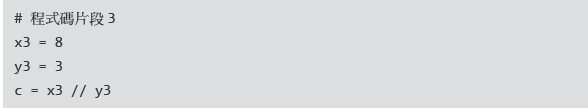 # 程式碼片段 3
x3 = 8
y3 = 3
c = x3 // y3